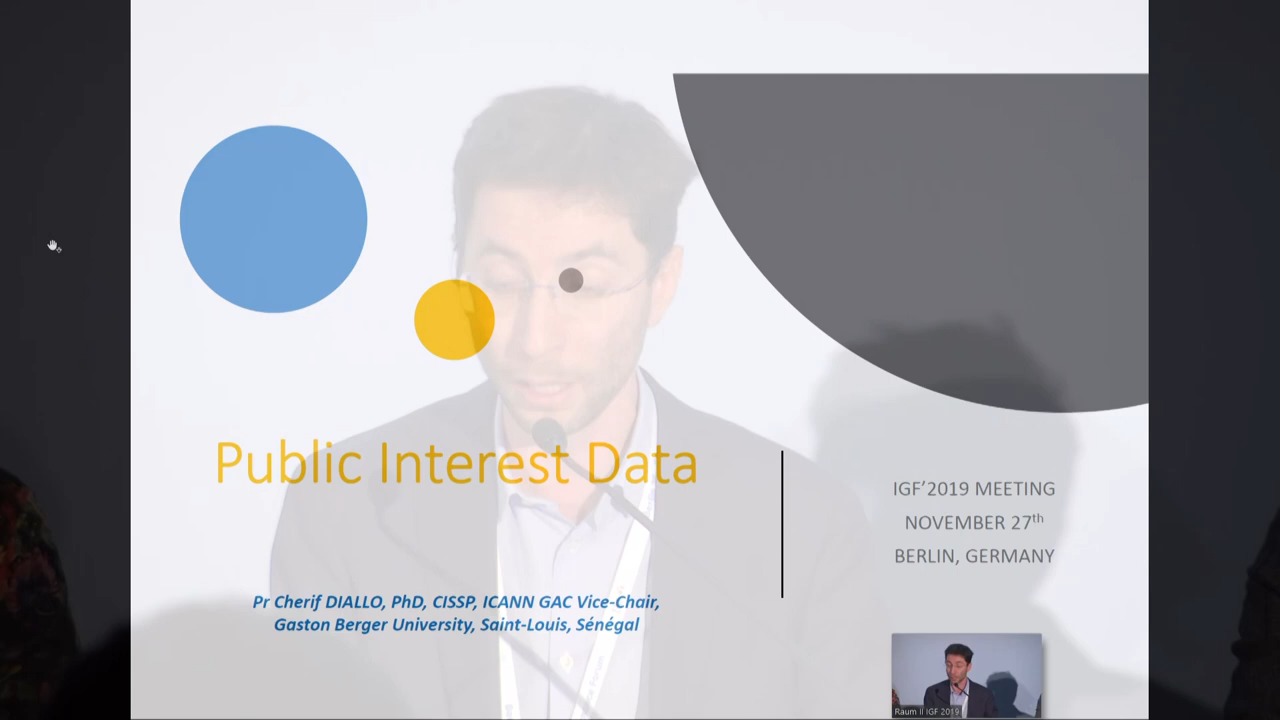 Public Interest Data
IGF’2019 MEETING
NOVEMBER 27th
BERLIN, GERMANY
Pr Cherif DIALLO, PhD, CISSP, ICANN GAC Vice-Chair,
Gaston Berger University, Saint-Louis, Sénégal
Raum II IGF 2019